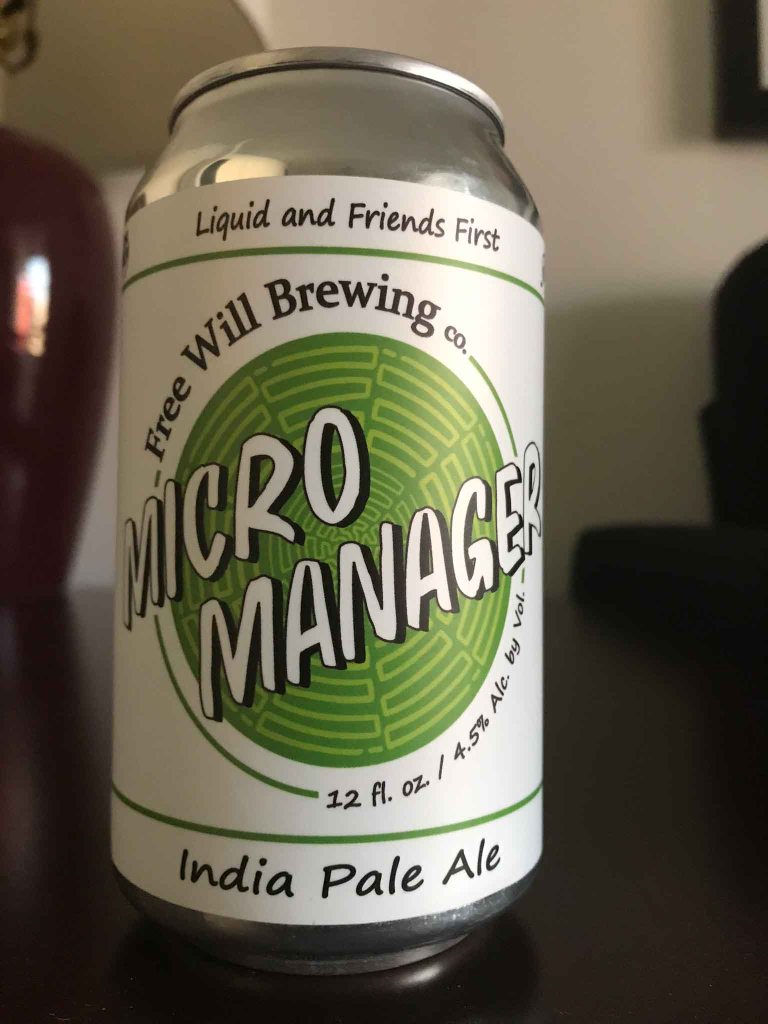 Liquid and Friends First
Free Will Brewing co.
MICRO
MANAGER
12 fl. oz. / 4.5% Alc. by Vol.
India Pale Ale